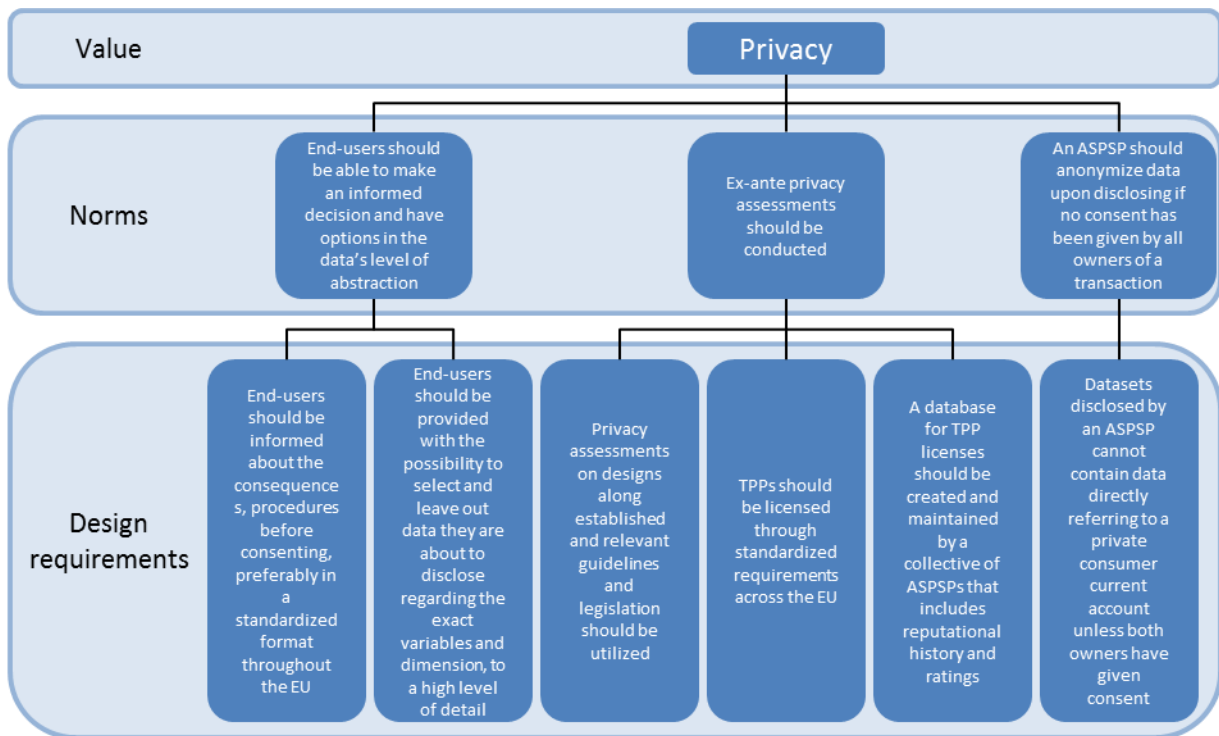 Value
Privacy
Norms
End-users should
be able to make
an informed
decision and have
options in the
data's level of
abstraction
Ex-ante privacy
assessments
should be
conducted
An ASPSP should
anonymize data
upon disclosing if
no consent has
been given by all
owners of a
transaction
Design
requirements
End-users
should be
informed
about the
consequence
s, procedures
before
consenting,
preferably in
a
standardized
format
throughout
the EU
End-users
should be
provided
with the
possibility to
select and
leave out
data they are
about to
disclose
regarding the
exact
variables and
dimension, to
a high level
of detail
Privacy
assessments
on designs
along
established
and relevant
guidelines
and
legislation
should be
utilized
TPPs should
be licensed
through
standardized
requirements
across the EU
A database
for TPP
licenses
should be
created and
maintained
by a
collective of
ASPSPs that
includes
reputational
history and
ratings
Datasets
disclosed by
an ASPSP
cannot
contain data
directly
referring to a
private
consumer
current
account
unless both
owners have
given
consent